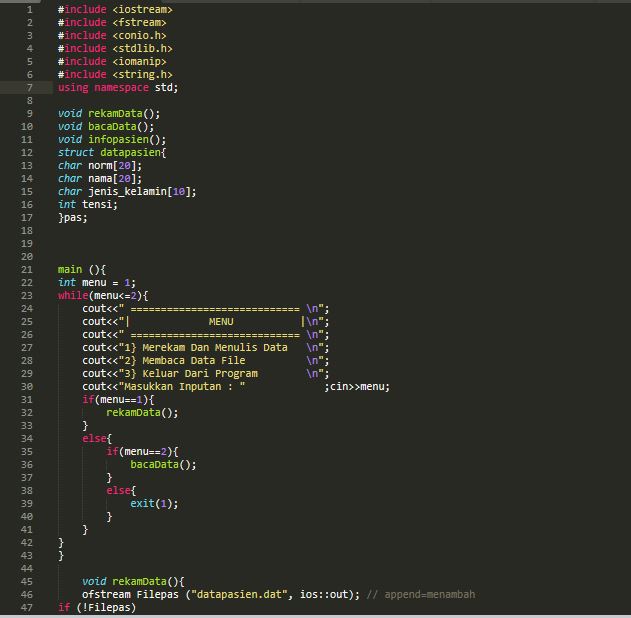 1 #include <iostream>
2 #include <fstream>
3 #include <conio.h>
4 #include <stdlib.h>
5 #include <iomanip>
6 #include <string.h>
7 using namespace std;
8
9 void rekamData();
10 void bacaData();
11 void infopasien();
12 struct datapasien{
13 char norm[20];
14 char nama[20];
15 char jenis_kelamin[10];
16 int tensi;
17 }pas;
18
19
20
21 main (){
22 int menu = 1;
23 while(menu<=2){
24     cout<<" ============================ \n";
25     cout<<"|             MENU           |\n";
26     cout<<" ============================ \n";
27     cout<<"1} Merekam Dan Menulis Data   \n";
28     cout<<"2} Membaca Data File          \n";
29     cout<<"3} Keluar Dari Program        \n";
30     cout<<"Masukkan Inputan : "             ;cin>>menu;
31     if(menu==1){
32         rekamData();
33     }
34     else{
35         if(menu==2){
36             bacaData();
37         }
38         else{
39             exit(1);
40         }
41     }
42 }
43 }
44
45     void rekamData(){
46     ofstream Filepas ("datapasien.dat", ios::out); // append=menambah
47 if (!Filepas)